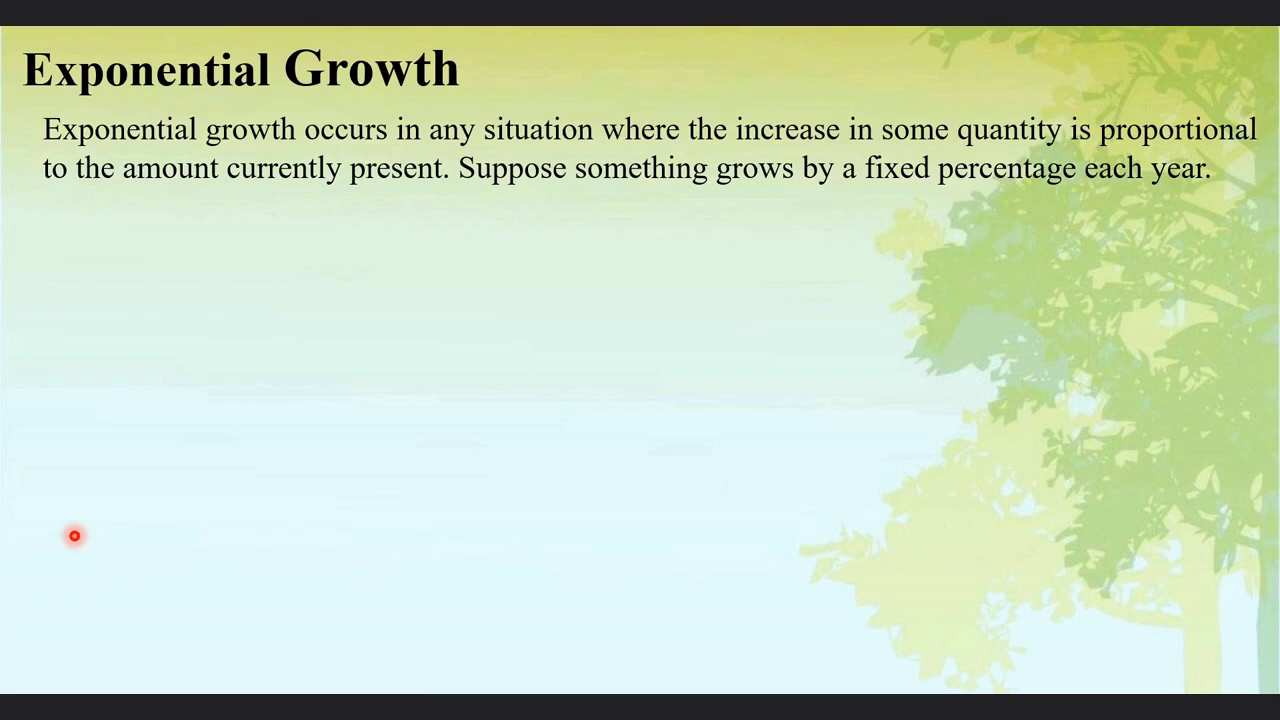 Exponential Growth
Exponential growth occurs in any situation where the increase in some quantity is proportional
to the amount currently present. Suppose something grows by a fixed percentage each year.